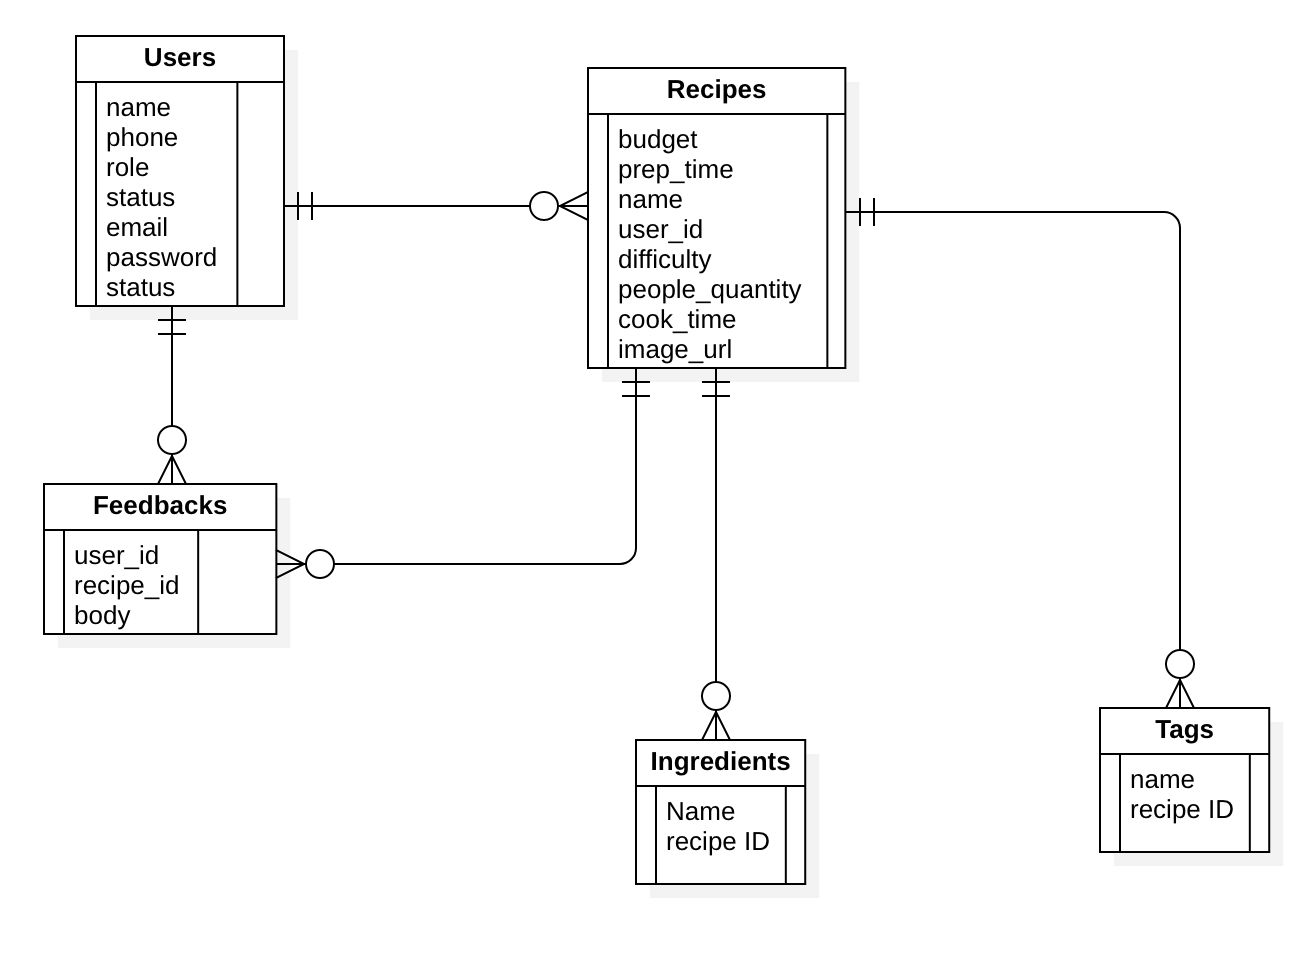 Users
name
phone
role
status
email
password
status
Recipes
budget
prep_time
name
user_id
difficulty
people_quantity
cook_time
image_url
Feedbacks
user_id
recipe_id
body
Ingredients
Name
recipe ID
Tags
name
recipe ID